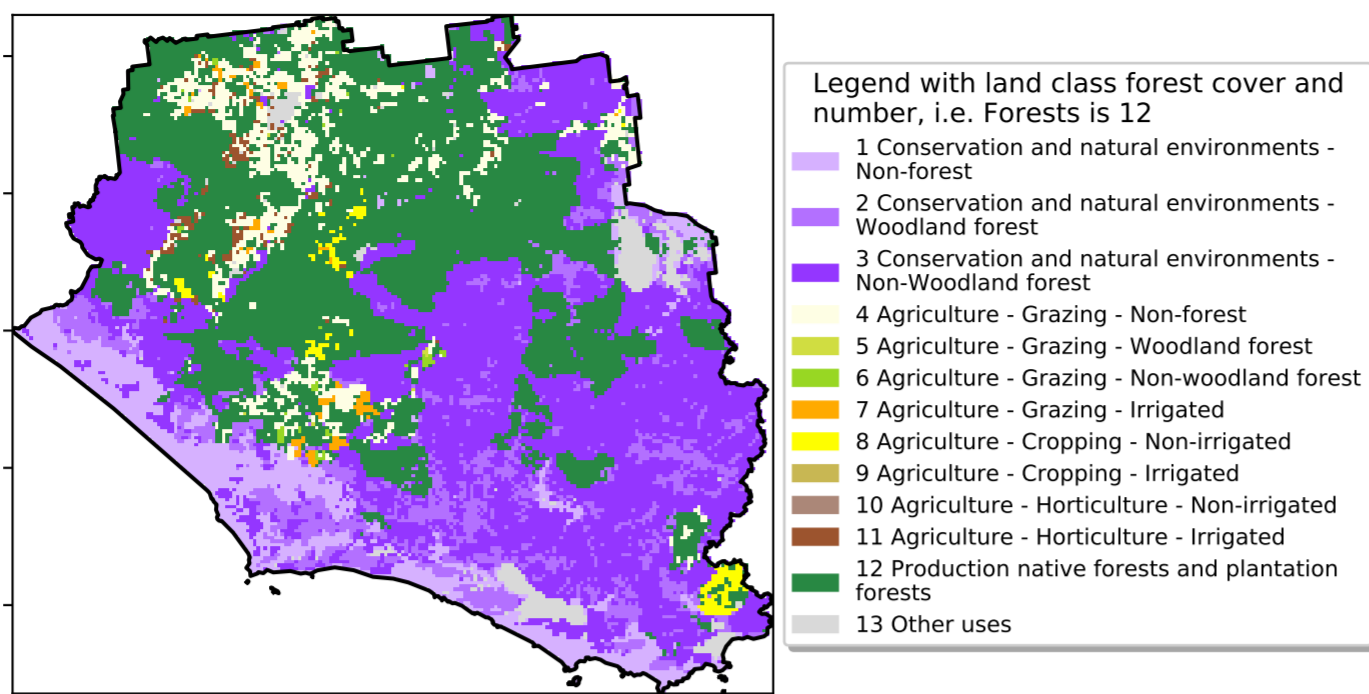 Legend with land class forest cover and
number, i.e. Forests is 12
1 Conservation and natural environments -
Non-forest
2 Conservation and natural environments -
Woodland forest
3 Conservation and natural environments -
Non-Woodland forest
4 Agriculture - Grazing - Non-forest
5 Agriculture - Grazing - Woodland forest
6 Agriculture - Grazing - Non-woodland forest
7 Agriculture - Grazing - Irrigated
8 Agriculture - Cropping - Non-irrigated
9 Agriculture - Cropping - Irrigated
10 Agriculture - Horticulture - Non-irrigated
11 Agriculture - Horticulture - Irrigated
12 Production native forests and plantation
forests
13 Other uses